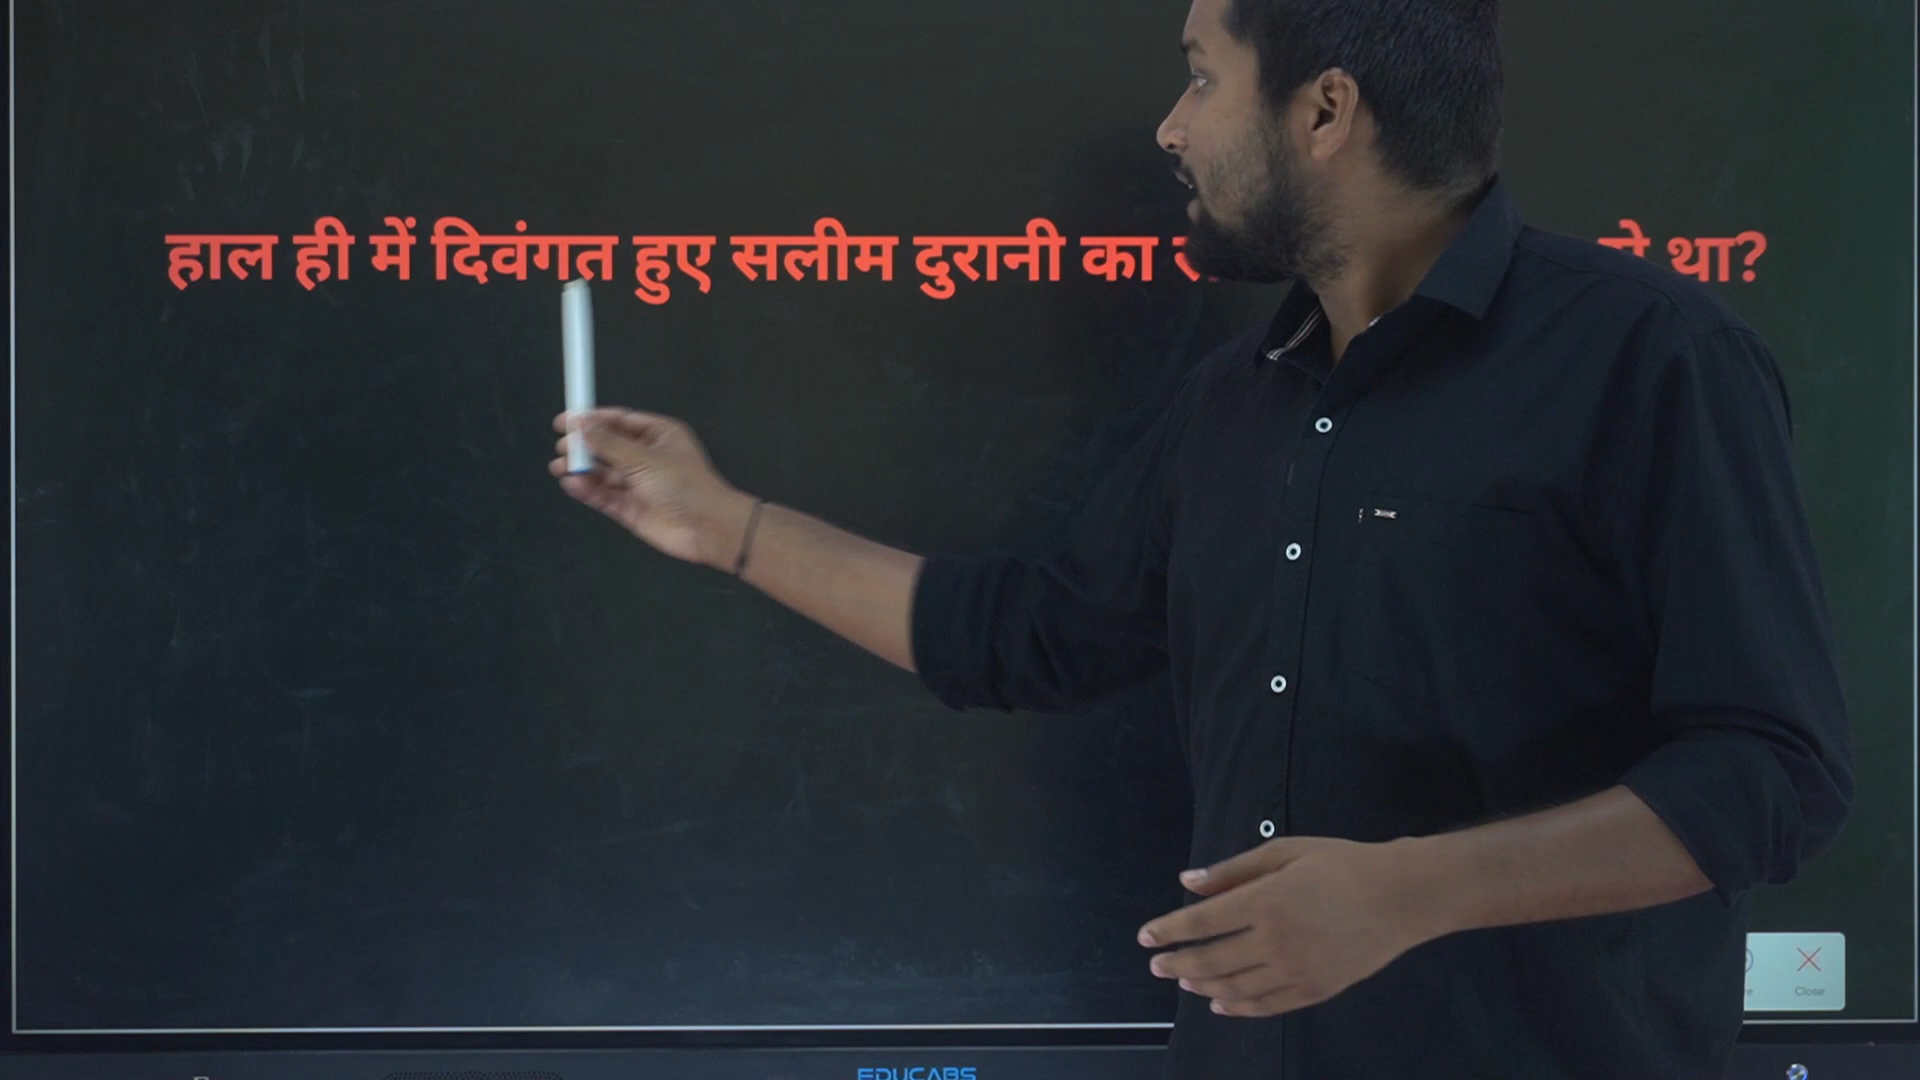 हाल ही में दिवंगत हुए सलीम दुरानी का था?
Close
EDUCABS